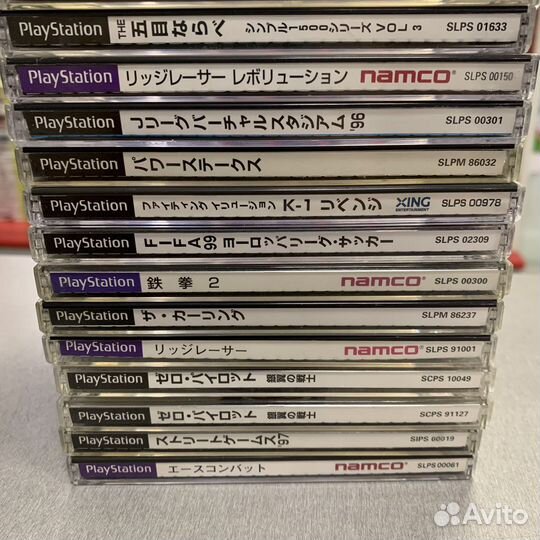 PlayStation THE 五目ならべ シンプル1500シリーズ VOL 3 SLPS 01633
PlayStation リッジレーサー レボリューション namco SLPS 00150
PlayStation Jリーグバーチャルスタジアム '96 SLPS 00301
PlayStation パワーステークス SLPM 86032
PlayStation ファイティングイリュージョン K-1 リベンジ XING ENTERTAINMENT SLPS 00978
PlayStation FIFA99 ヨーロッパリーグ・サッカー SLPS 02309
PlayStation 鉄拳2 namco SLPS 00300
PlayStation ザ・カーリング SLPM 86237
PlayStation リッジレーサー namco SLPS 91001
PlayStation ゼロ・パイロット 銀翼の戦士 SCPS 10049
PlayStation ゼロ・パイロット 銀翼の戦士 SCPS 91127
PlayStation ストリートゲームス'97 SIPS 60019
PlayStation エースコンバット namco SLPS 00061
Avito